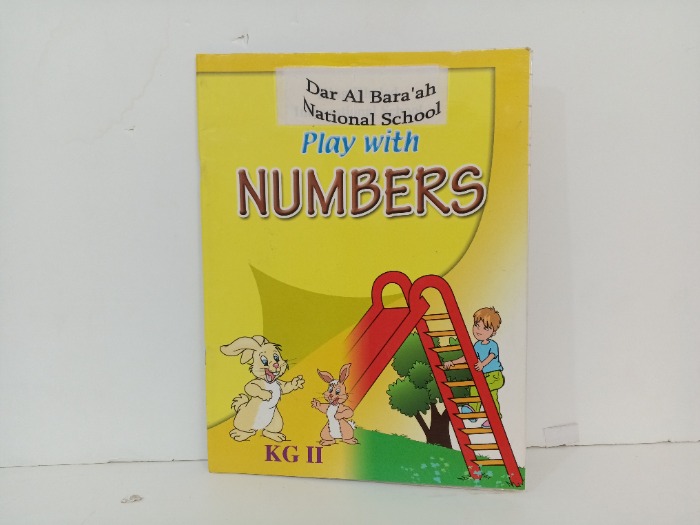 Dar Al Bara'ah
National School
Play with
NUMBERS
KG II